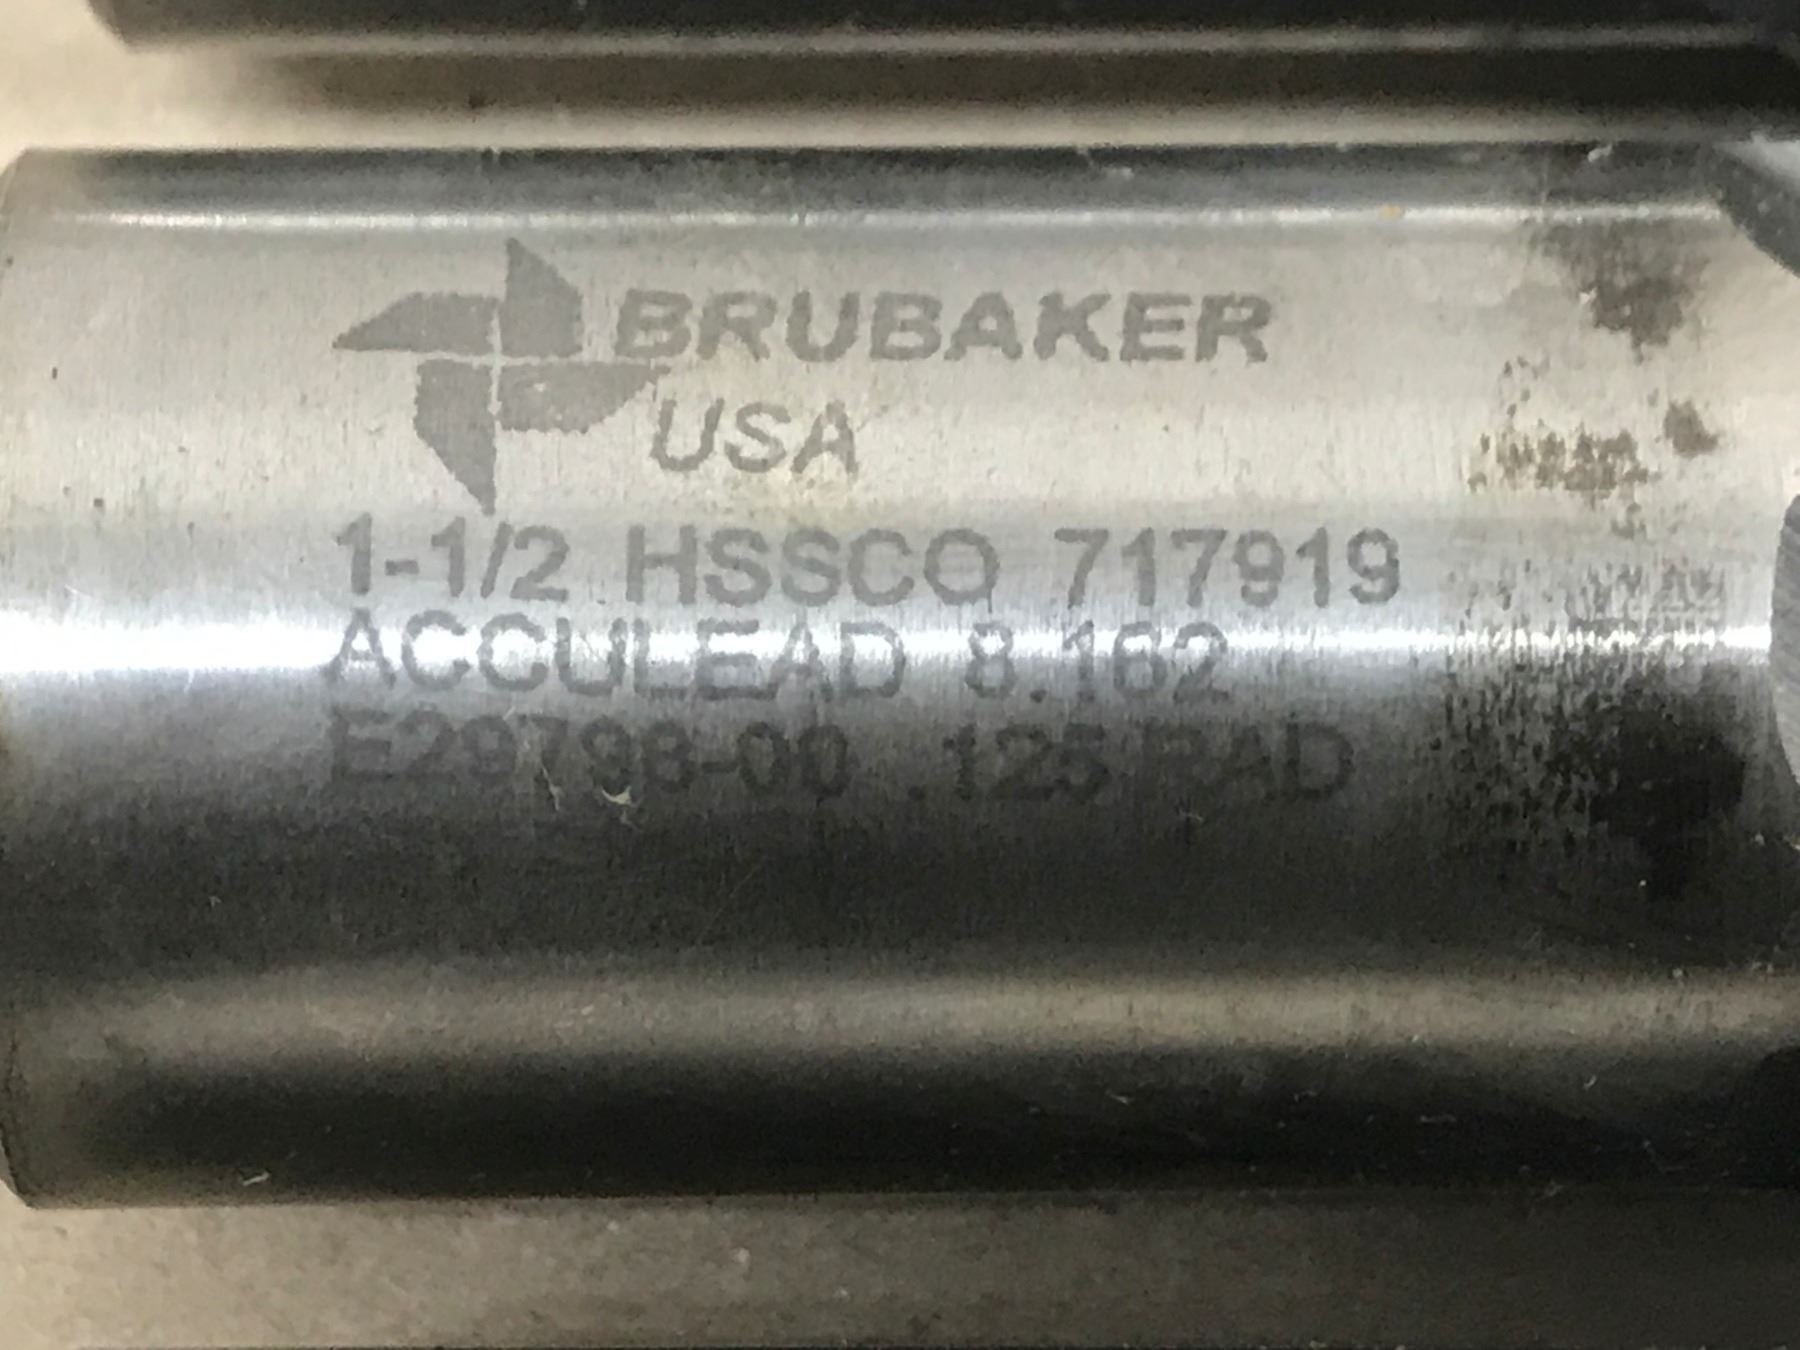 BRUBAKER
USA
1-1/2 HSSCO 717919
ACCULEAD 8.162
E29798-00 .125 RAD